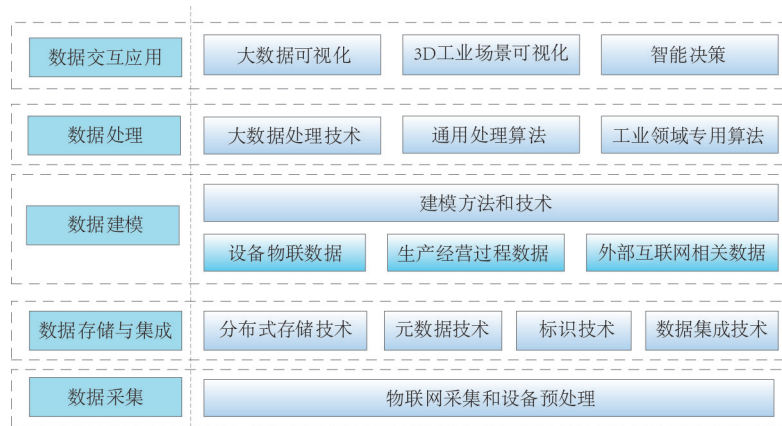 数据交互应用
大数据可视化
3D工业场景可视化
智能决策
数据处理
大数据处理技术
通用处理算法
工业领域专用算法
数据建模
建模方法和技术
设备物联数据
生产经营过程数据
外部互联网相关数据
数据存储与集成
分布式存储技术
元数据技术
标识技术
数据集成技术
数据采集
物联网采集和设备预处理